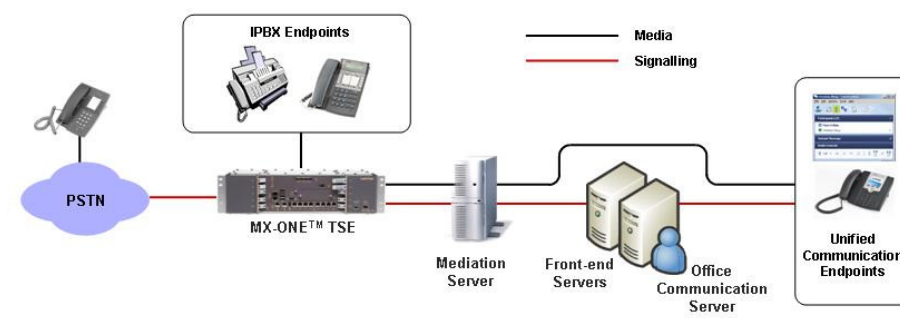 IPBX Endpoints
Media
Signalling
PSTN
MX-ONE™ TSE
Mediation
Server
Front-end
Servers
Office
Communication
Server
Unified
Communication
Endpoints